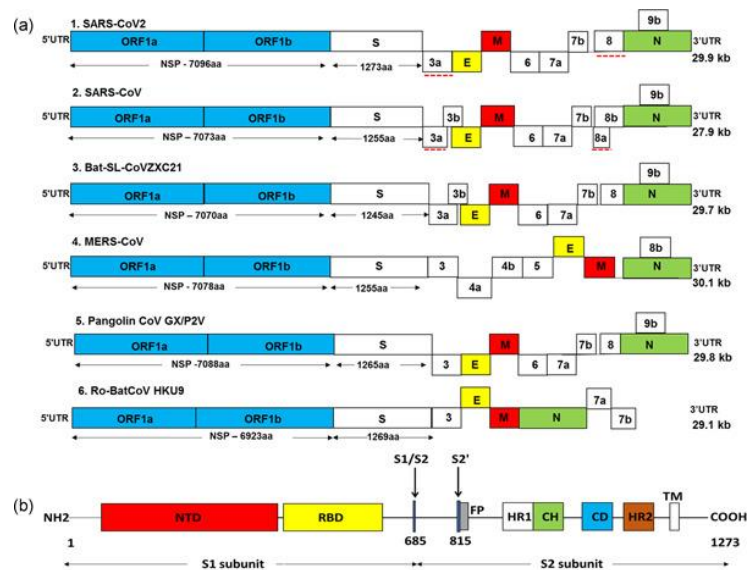 (a)
1. SARS-CoV2
9b
5'UTR ORF1a ORF1b S M 7b 8 N 3'UTR
3a E 6 7a
NSP - 7096aa 1273aa 29.9 kb
2. SARS-CoV
9b
5'UTR ORF1a ORF1b S 3b M 7b 8b N 3'UTR
3a E 6 7a 8a
NSP - 7073aa 1255aa 27.9 kb
3. Bat-SL-CoVZXC21
9b
5'UTR ORF1a ORF1b S 3b M 7b 8 N 3'UTR
3a E 6 7a
NSP - 7070aa 1245aa 29.7 kb
4. MERS-CoV
E 8b
5'UTR ORF1a ORF1b S 3 4b 5 M N 3'UTR
4a
NSP - 7078aa 1255aa 30.1 kb
5. Pangolin CoV GX/P2V
9b
5'UTR ORF1a ORF1b S M 7b 8 N 3'UTR
3 E 6 7a
NSP -7088aa 1265aa 29.8 kb
6. Ro-BatCoV HKU9
E 7a 3'UTR
5'UTR ORF1a ORF1b S 3 M N 7b 29.1 kb
NSP – 6923aa 1269aa
S1/S2 S2'
(b)
TM
NH2 NTD RBD FP HR1 CH CD HR2 COOH
1 685 815 1273
S1 subunit S2 subunit